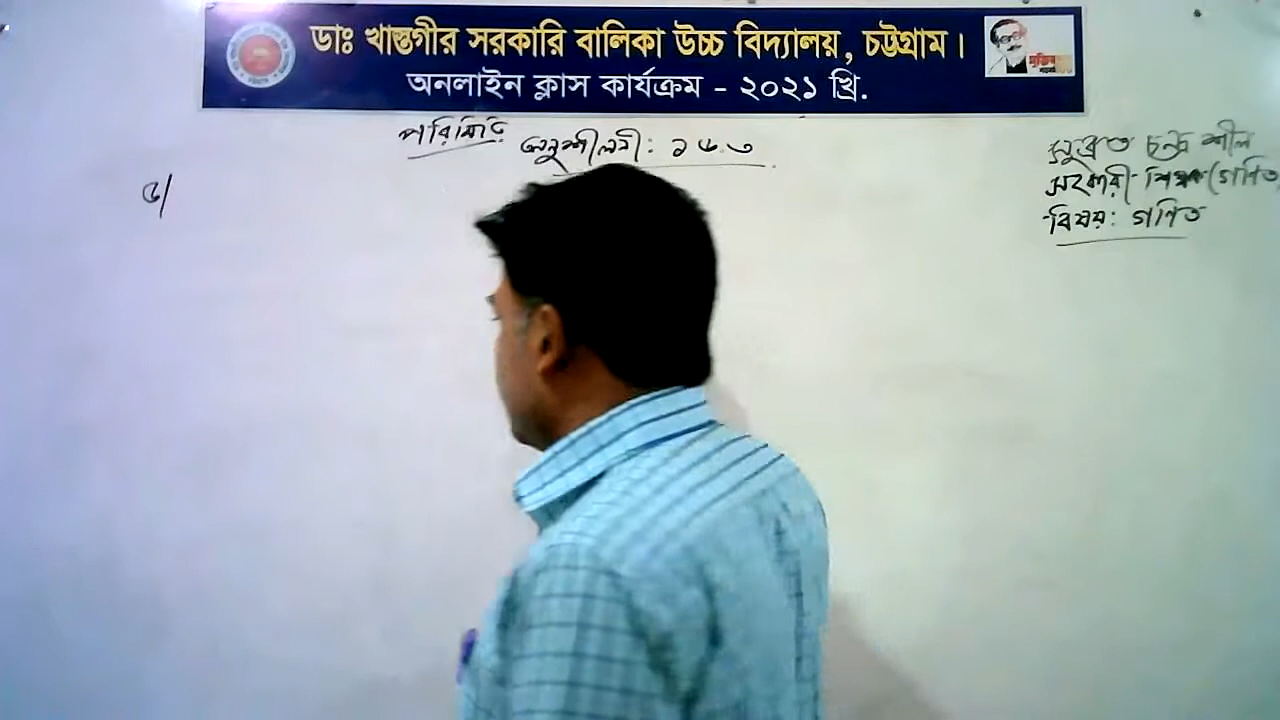 ডাঃ খাস্তগীর সরকারি বালিকা উচ্চ বিদ্যালয়, চট্টগ্রাম।
অনলাইন ক্লাস কার্যক্রম - ২০২১ খ্রি.
পরিমিতি
অনুশীলনী: ১৬.৩
সুব্রত চন্দ্র শীল
সহকারী শিক্ষক (গণিত
বিষয়: গণিত
৫/